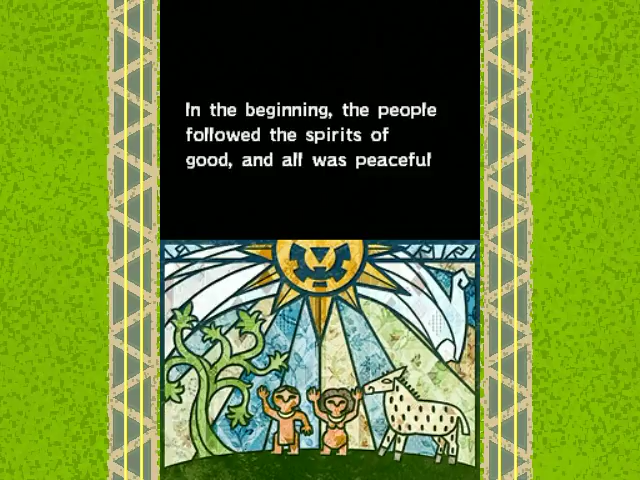 In the beginning, the people
followed the spirits of
good, and all was peaceful